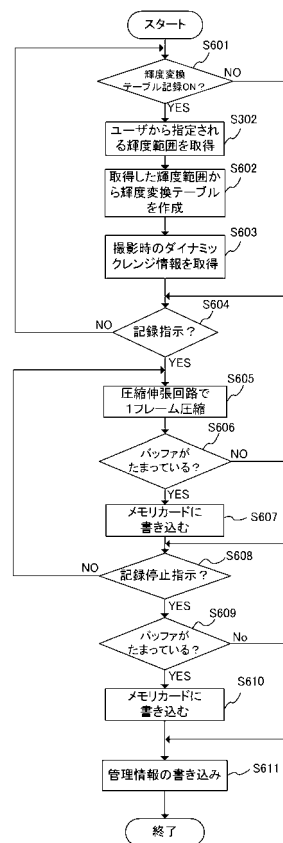 スタート
S601
輝度変換
テーブル記録ON？
NO
YES
S302
ユーザから指定され
る輝度範囲を取得
S602
取得した輝度範囲か
ら輝度変換テーブル
を作成
S603
撮影時のダイナミッ
クレンジ情報を取得
S604
記録指示？
NO
YES
S605
圧縮伸張回路で
1フレーム圧縮
S606
バッファが
たまっている？
NO
YES
メモリカードに
書き込む
S607
S608
記録停止指示？
NO
YES
S609
バッファが
たまっている？
No
YES
S610
メモリカードに
書き込む
管理情報の書き込み
S611
終了